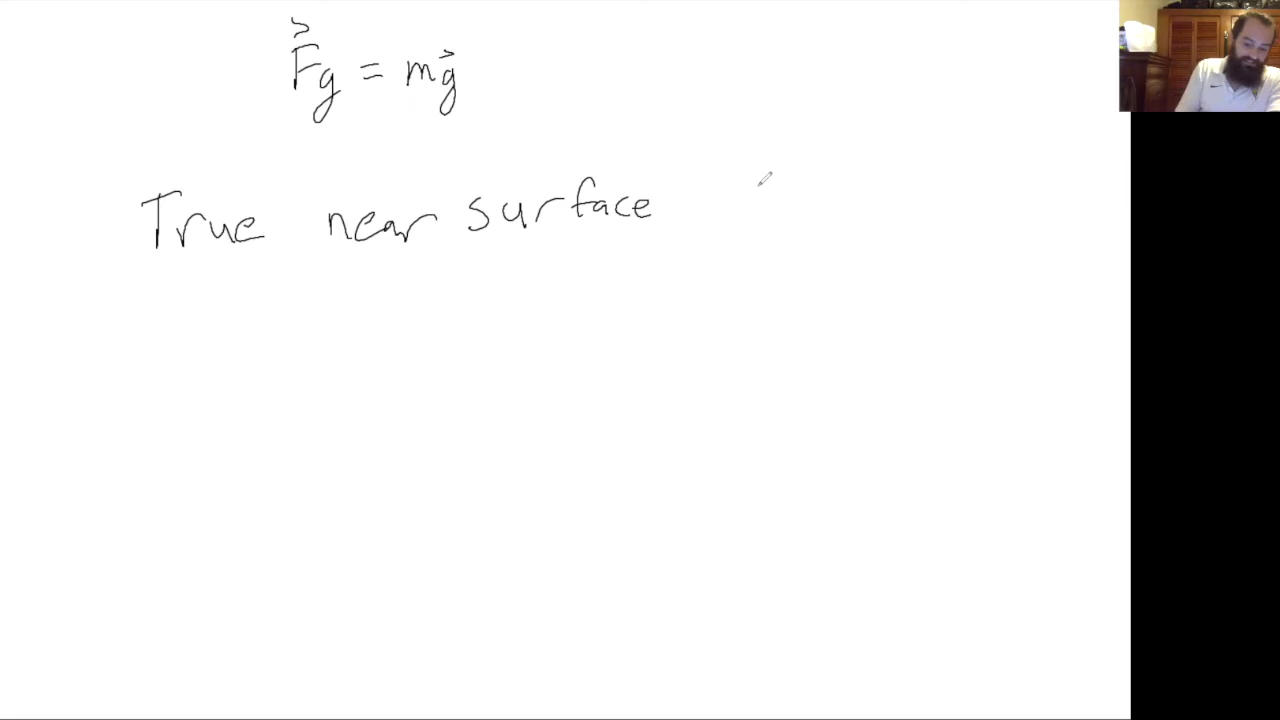 F⃗g = mg⃗
True near surface